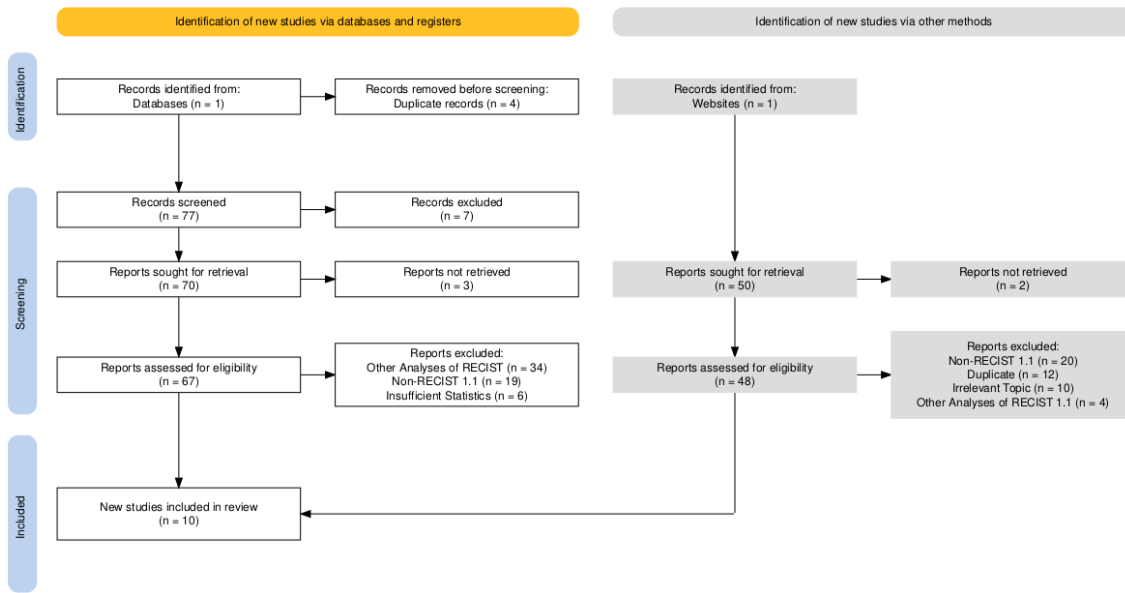 Identification of new studies via databases and registers
Identification of new studies via other methods
Identification
Records identified from:
Databases (n = 1)
Records removed before screening:
Duplicate records (n = 4)
Records identified from:
Websites (n = 1)
Screening
Records screened
(n = 77)
Records excluded
(n = 7)
Reports sought for retrieval
(n = 70)
Reports not retrieved
(n = 3)
Reports sought for retrieval
(n = 50)
Reports not retrieved
(n = 2)
Reports assessed for eligibility
(n = 67)
Reports excluded:
Other Analyses of RECIST (n = 34)
Non-RECIST 1.1 (n = 19)
Insufficient Statistics (n = 6)
Reports assessed for eligibility
(n = 48)
Reports excluded:
Non-RECIST 1.1 (n = 20)
Duplicate (n = 12)
Irrelevant Topic (n = 10)
Other Analyses of RECIST 1.1 (n = 4)
Included
New studies included in review
(n = 10)